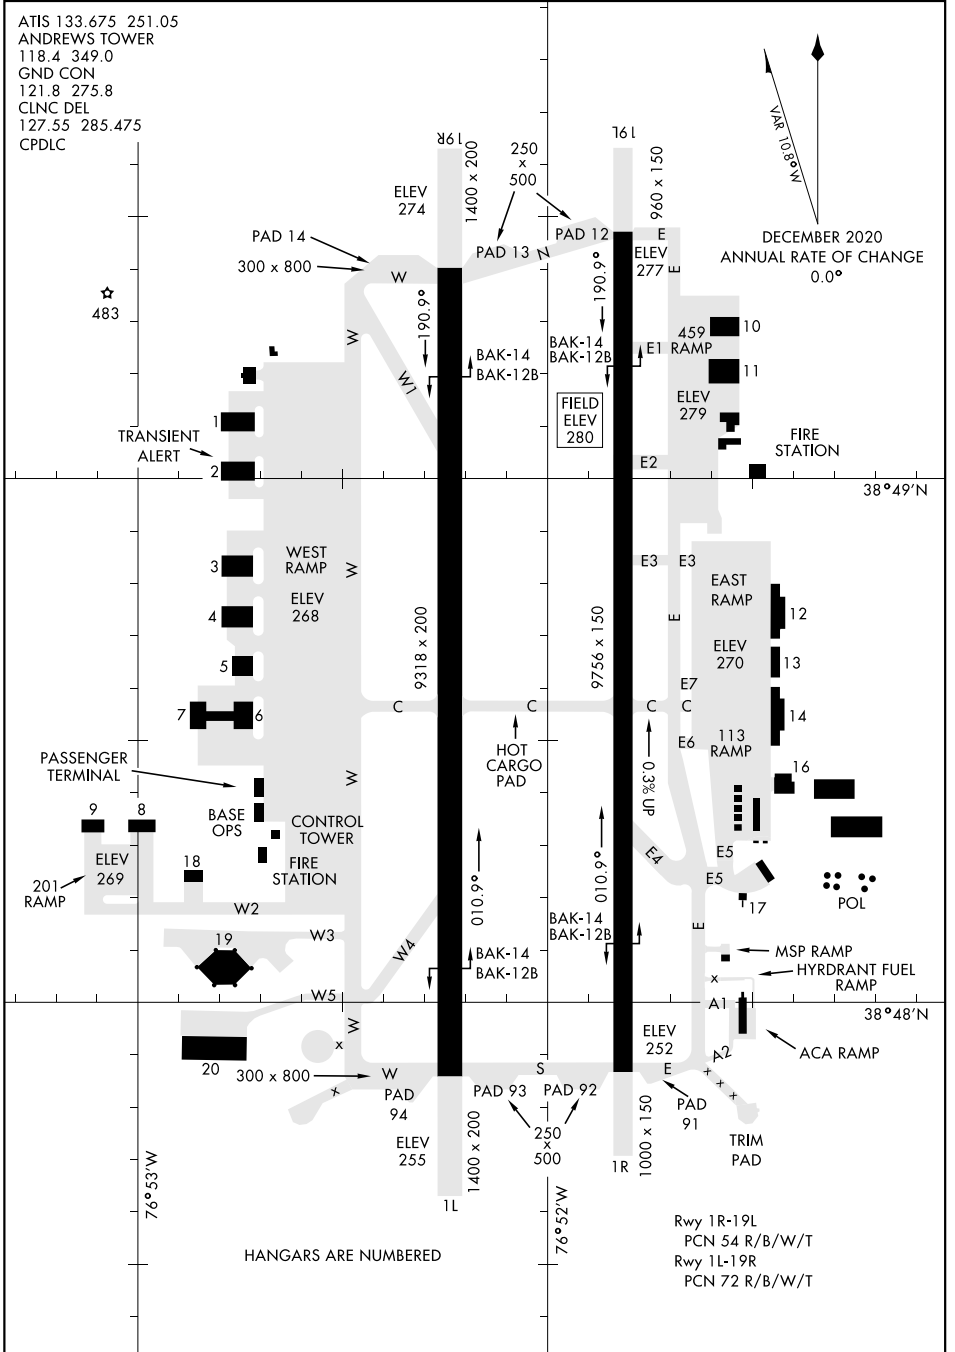 ATIS 133.675 251.05
ANDREWS TOWER
118.4 349.0
GND CON
121.8 275.8
CLNC DEL
127.55 285.475
CPDLC
VAR 10.8°W
DECEMBER 2020
ANNUAL RATE OF CHANGE
0.0°
19R
19L
1400 x 200
960 x 150
250
x
500
ELEV
274
PAD 14
300 x 800
W
PAD 13
N
PAD 12
E
ELEV
277
E
483
190.9°
190.9°
W
W1
BAK-14
BAK-12B
BAK-14
BAK-12B
E1
459
RAMP
10
11
ELEV
279
FIELD
ELEV
280
1
TRANSIENT
ALERT
2
FIRE
STATION
E2
38°49'N
3
WEST
RAMP
ELEV
268
W
E3
E3
EAST
RAMP
4
E
12
5
9318 x 200
9756 x 150
ELEV
270
13
E7
7
6
C
C
C
C
14
HOT
CARGO
PAD
E6
113
RAMP
0.3% UP
PASSENGER
TERMINAL
W
16
9
8
BASE
OPS
CONTROL
TOWER
ELEV
269
FIRE
STATION
18
201
RAMP
010.9°
010.9°
E4
E5
E5
POL
17
W2
W3
W4
19
BAK-14
BAK-12B
BAK-14
BAK-12B
E
MSP RAMP
HYRDRANT FUEL
RAMP
x
W5
A1
38°48'N
W
x
20
300 x 800
W
x
PAD
94
S
PAD 93
PAD 92
ELEV
252
E
A2
x
x
x
ACA RAMP
PAD
91
TRIM
PAD
250
x
500
ELEV
255
1400 x 200
1000 x 150
1R
1L
76°53'W
76°52'W
HANGARS ARE NUMBERED
Rwy 1R-19L
PCN 54 R/B/W/T
Rwy 1L-19R
PCN 72 R/B/W/T